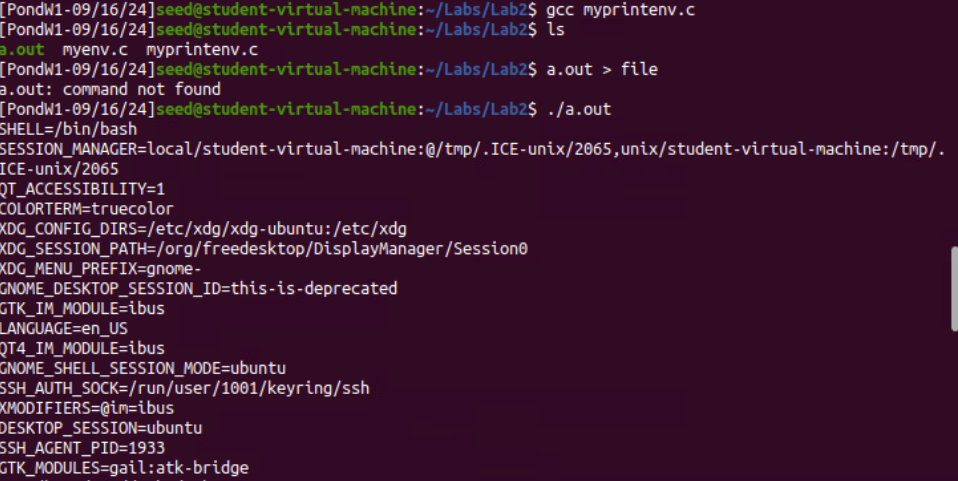 [PondW1-09/16/24]seed@student-virtual-machine:~/Labs/Lab2$ gcc myprintenv.c
[PondW1-09/16/24]seed@student-virtual-machine:~/Labs/Lab2$ ls
a.out  myenv.c  myprintenv.c
[PondW1-09/16/24]seed@student-virtual-machine:~/Labs/Lab2$ a.out > file
a.out: command not found
[PondW1-09/16/24]seed@student-virtual-machine:~/Labs/Lab2$ ./a.out
SHELL=/bin/bash
SESSION_MANAGER=local/student-virtual-machine:@/tmp/.ICE-unix/2065,unix/student-virtual-machine:/tmp/.
ICE-unix/2065
QT_ACCESSIBILITY=1
COLORTERM=truecolor
XDG_CONFIG_DIRS=/etc/xdg/xdg-ubuntu:/etc/xdg
XDG_SESSION_PATH=/org/freedesktop/DisplayManager/Session0
XDG_MENU_PREFIX=gnome-
GNOME_DESKTOP_SESSION_ID=this-is-deprecated
GTK_IM_MODULE=ibus
LANGUAGE=en_US
QT4_IM_MODULE=ibus
GNOME_SHELL_SESSION_MODE=ubuntu
SSH_AUTH_SOCK=/run/user/1001/keyring/ssh
XMODIFIERS=@im=ibus
DESKTOP_SESSION=ubuntu
SSH_AGENT_PID=1933
GTK_MODULES=gail:atk-bridge